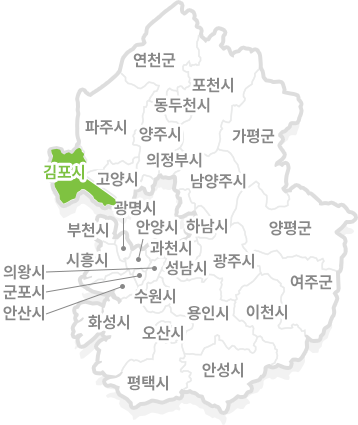 연천군
포천시
동두천시
파주시
양주시
가평군
의정부시
김포시
고양시
남양주시
광명시
부천시
안양시
하남시
양평군
과천시
시흥시
성남시
광주시
의왕시
여주군
군포시
수원시
안산시
용인시
이천시
화성시
오산시
안성시
평택시